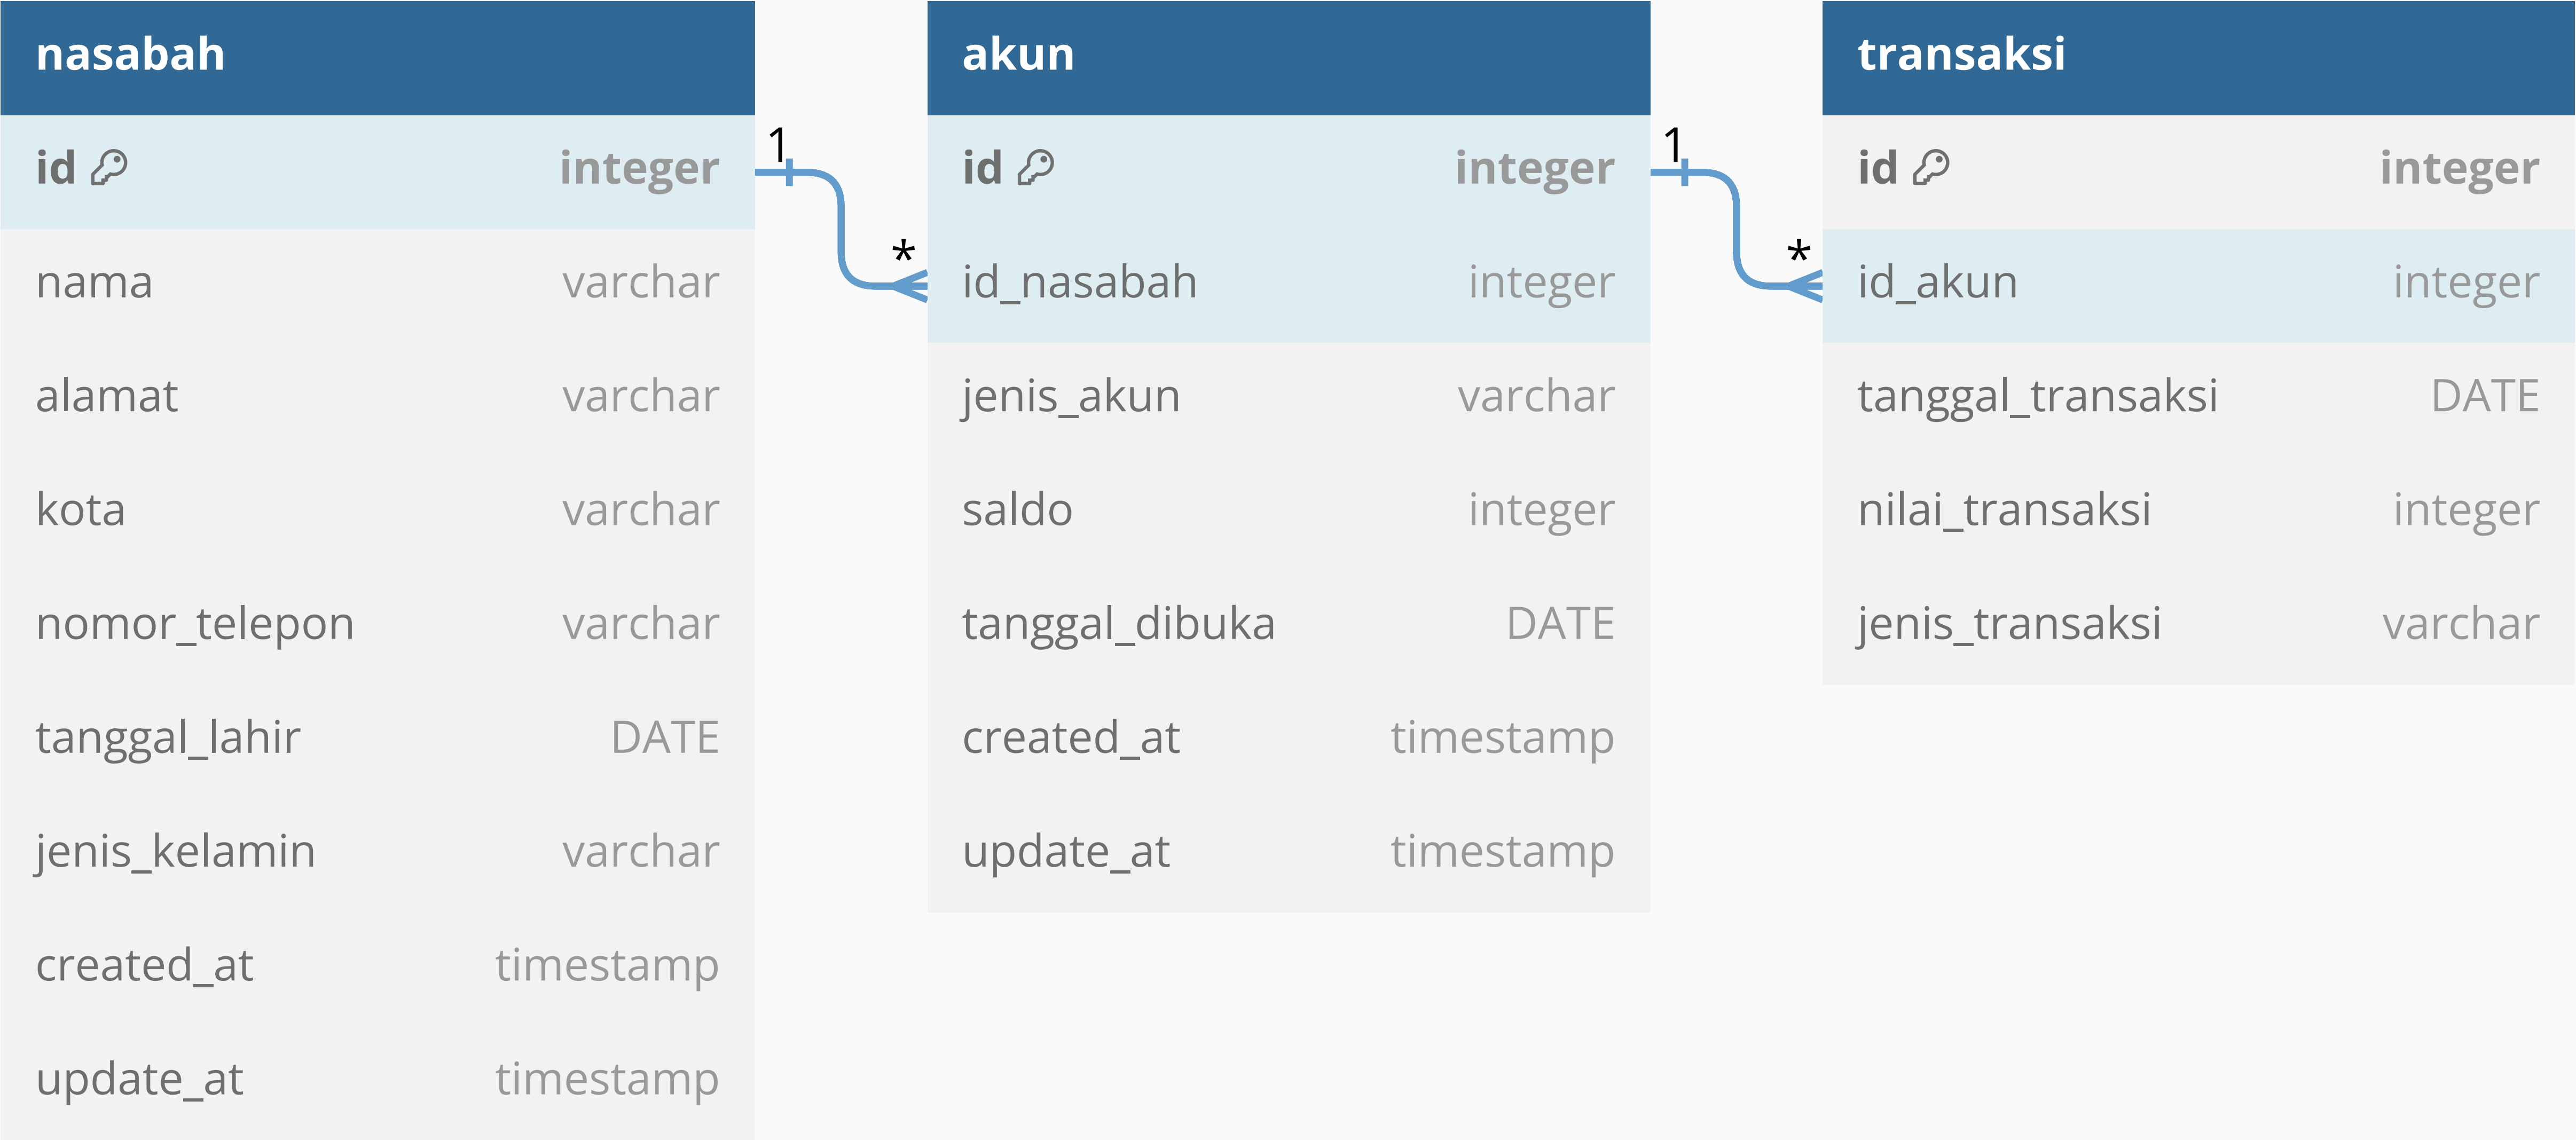 nasabah
id integer
nama varchar
alamat varchar
kota varchar
nomor_telepon varchar
tanggal_lahir DATE
jenis_kelamin varchar
created_at timestamp
update_at timestamp
1
*
akun
id integer
id_nasabah integer
jenis_akun varchar
saldo integer
tanggal_dibuka DATE
created_at timestamp
update_at timestamp
1
*
transaksi
id integer
id_akun integer
tanggal_transaksi DATE
nilai_transaksi integer
jenis_transaksi varchar